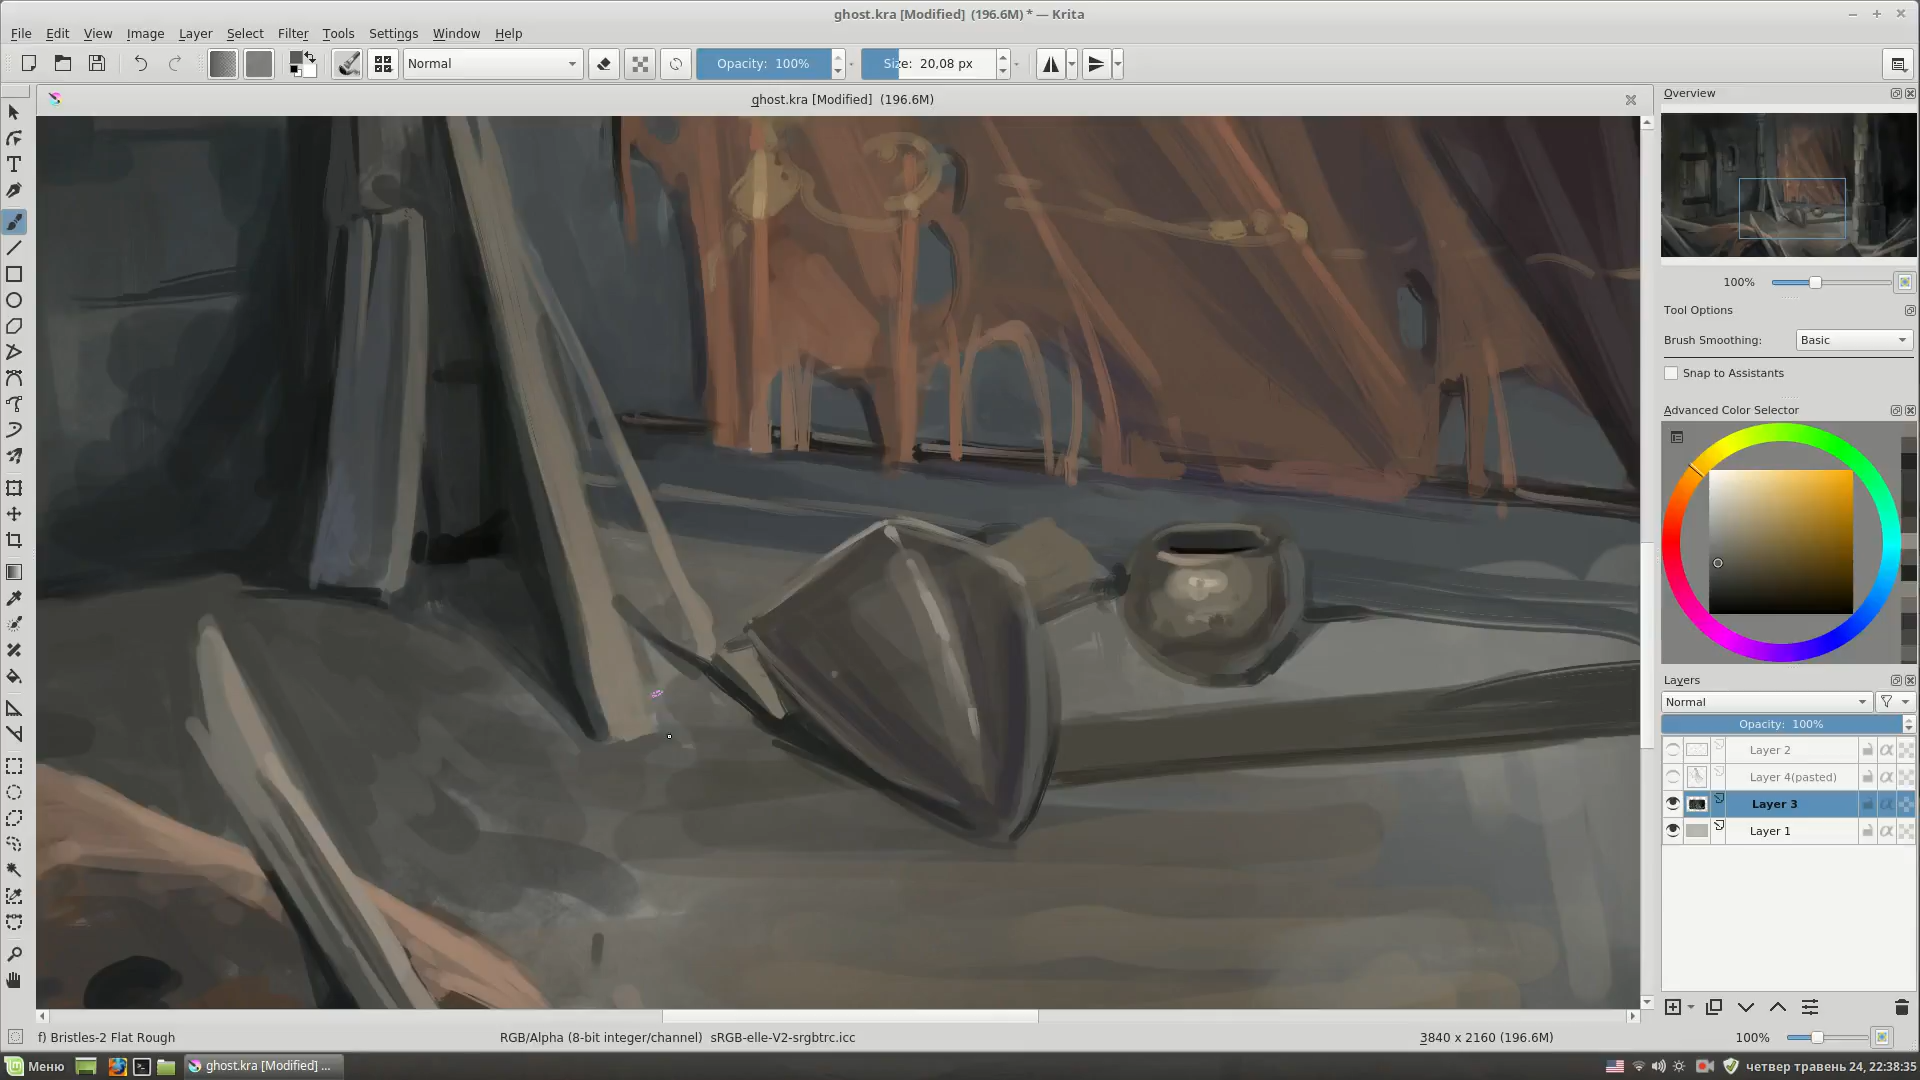 ghost.kra [Modified] (196.6M) * — Krita
File Edit View Image Layer Select Filter Tools Settings Window Help
Normal Opacity: 100% Size: 20,08 px
ghost.kra [Modified] (196.6M)
Overview
100%
Tool Options
Brush Smoothing: Basic
Snap to Assistants
Advanced Color Selector
Layers
Normal
Opacity: 100%
Layer 2
Layer 4(pasted)
Layer 3
Layer 1
f) Bristles-2 Flat Rough RGB/Alpha (8-bit integer/channel) sRGB-elle-V2-srgbtrc.icc 3840 x 2160 (196.6M) 100%
Меню ghost.kra [Modified] ... четвер травень 24, 22:38:35